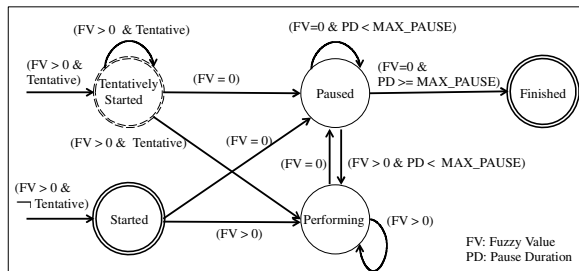 (FV > 0 & Tentative)
(FV=0 & PD < MAX_PAUSE)
(FV > 0 &
Tentative)
(FV = 0)
(FV=0 &
PD >= MAX_PAUSE)
Tentatively
Started
Paused
Finished
(FV > 0 & Tentative)
(FV = 0)
(FV = 0)
(FV > 0 & PD < MAX_PAUSE)
(FV > 0 &
¬ Tentative)
Started
(FV > 0)
Performing
(FV > 0)
FV: Fuzzy Value
PD: Pause Duration